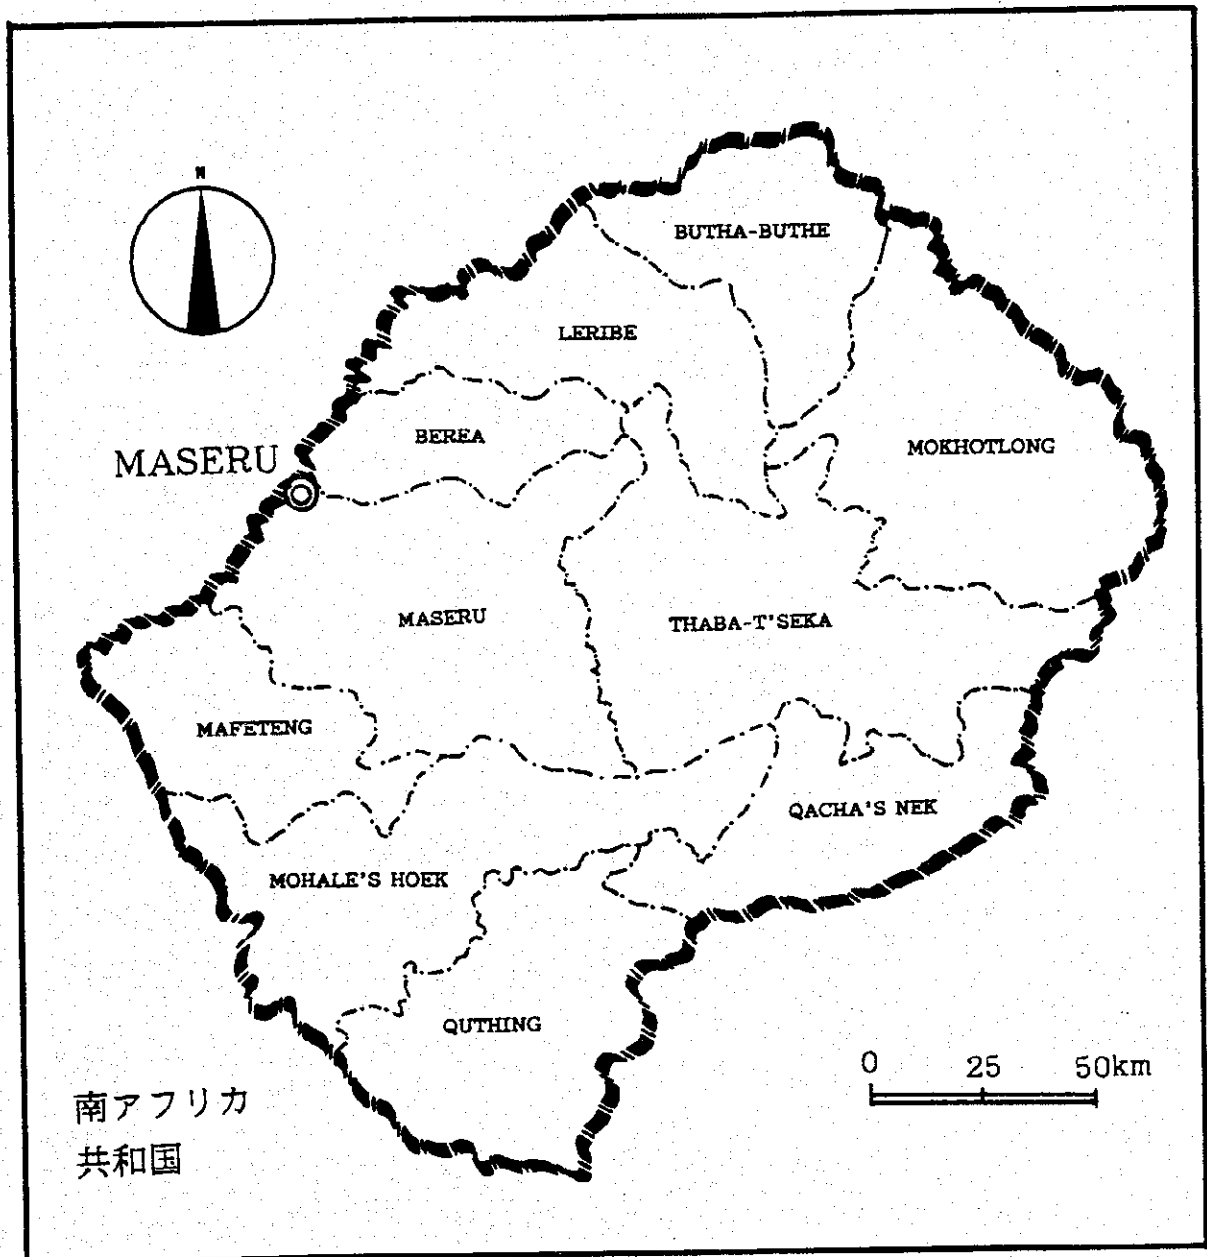 N
BUTHA-BUTHE
LERIBE
BEREA
MOKHOTLONG
MASERU
MASERU
THABA-T'SEKA
MAFETENG
QACHA'S NEK
MOHALE'S HOEK
QUTHING
0 25 50km
南アフリカ
共和国